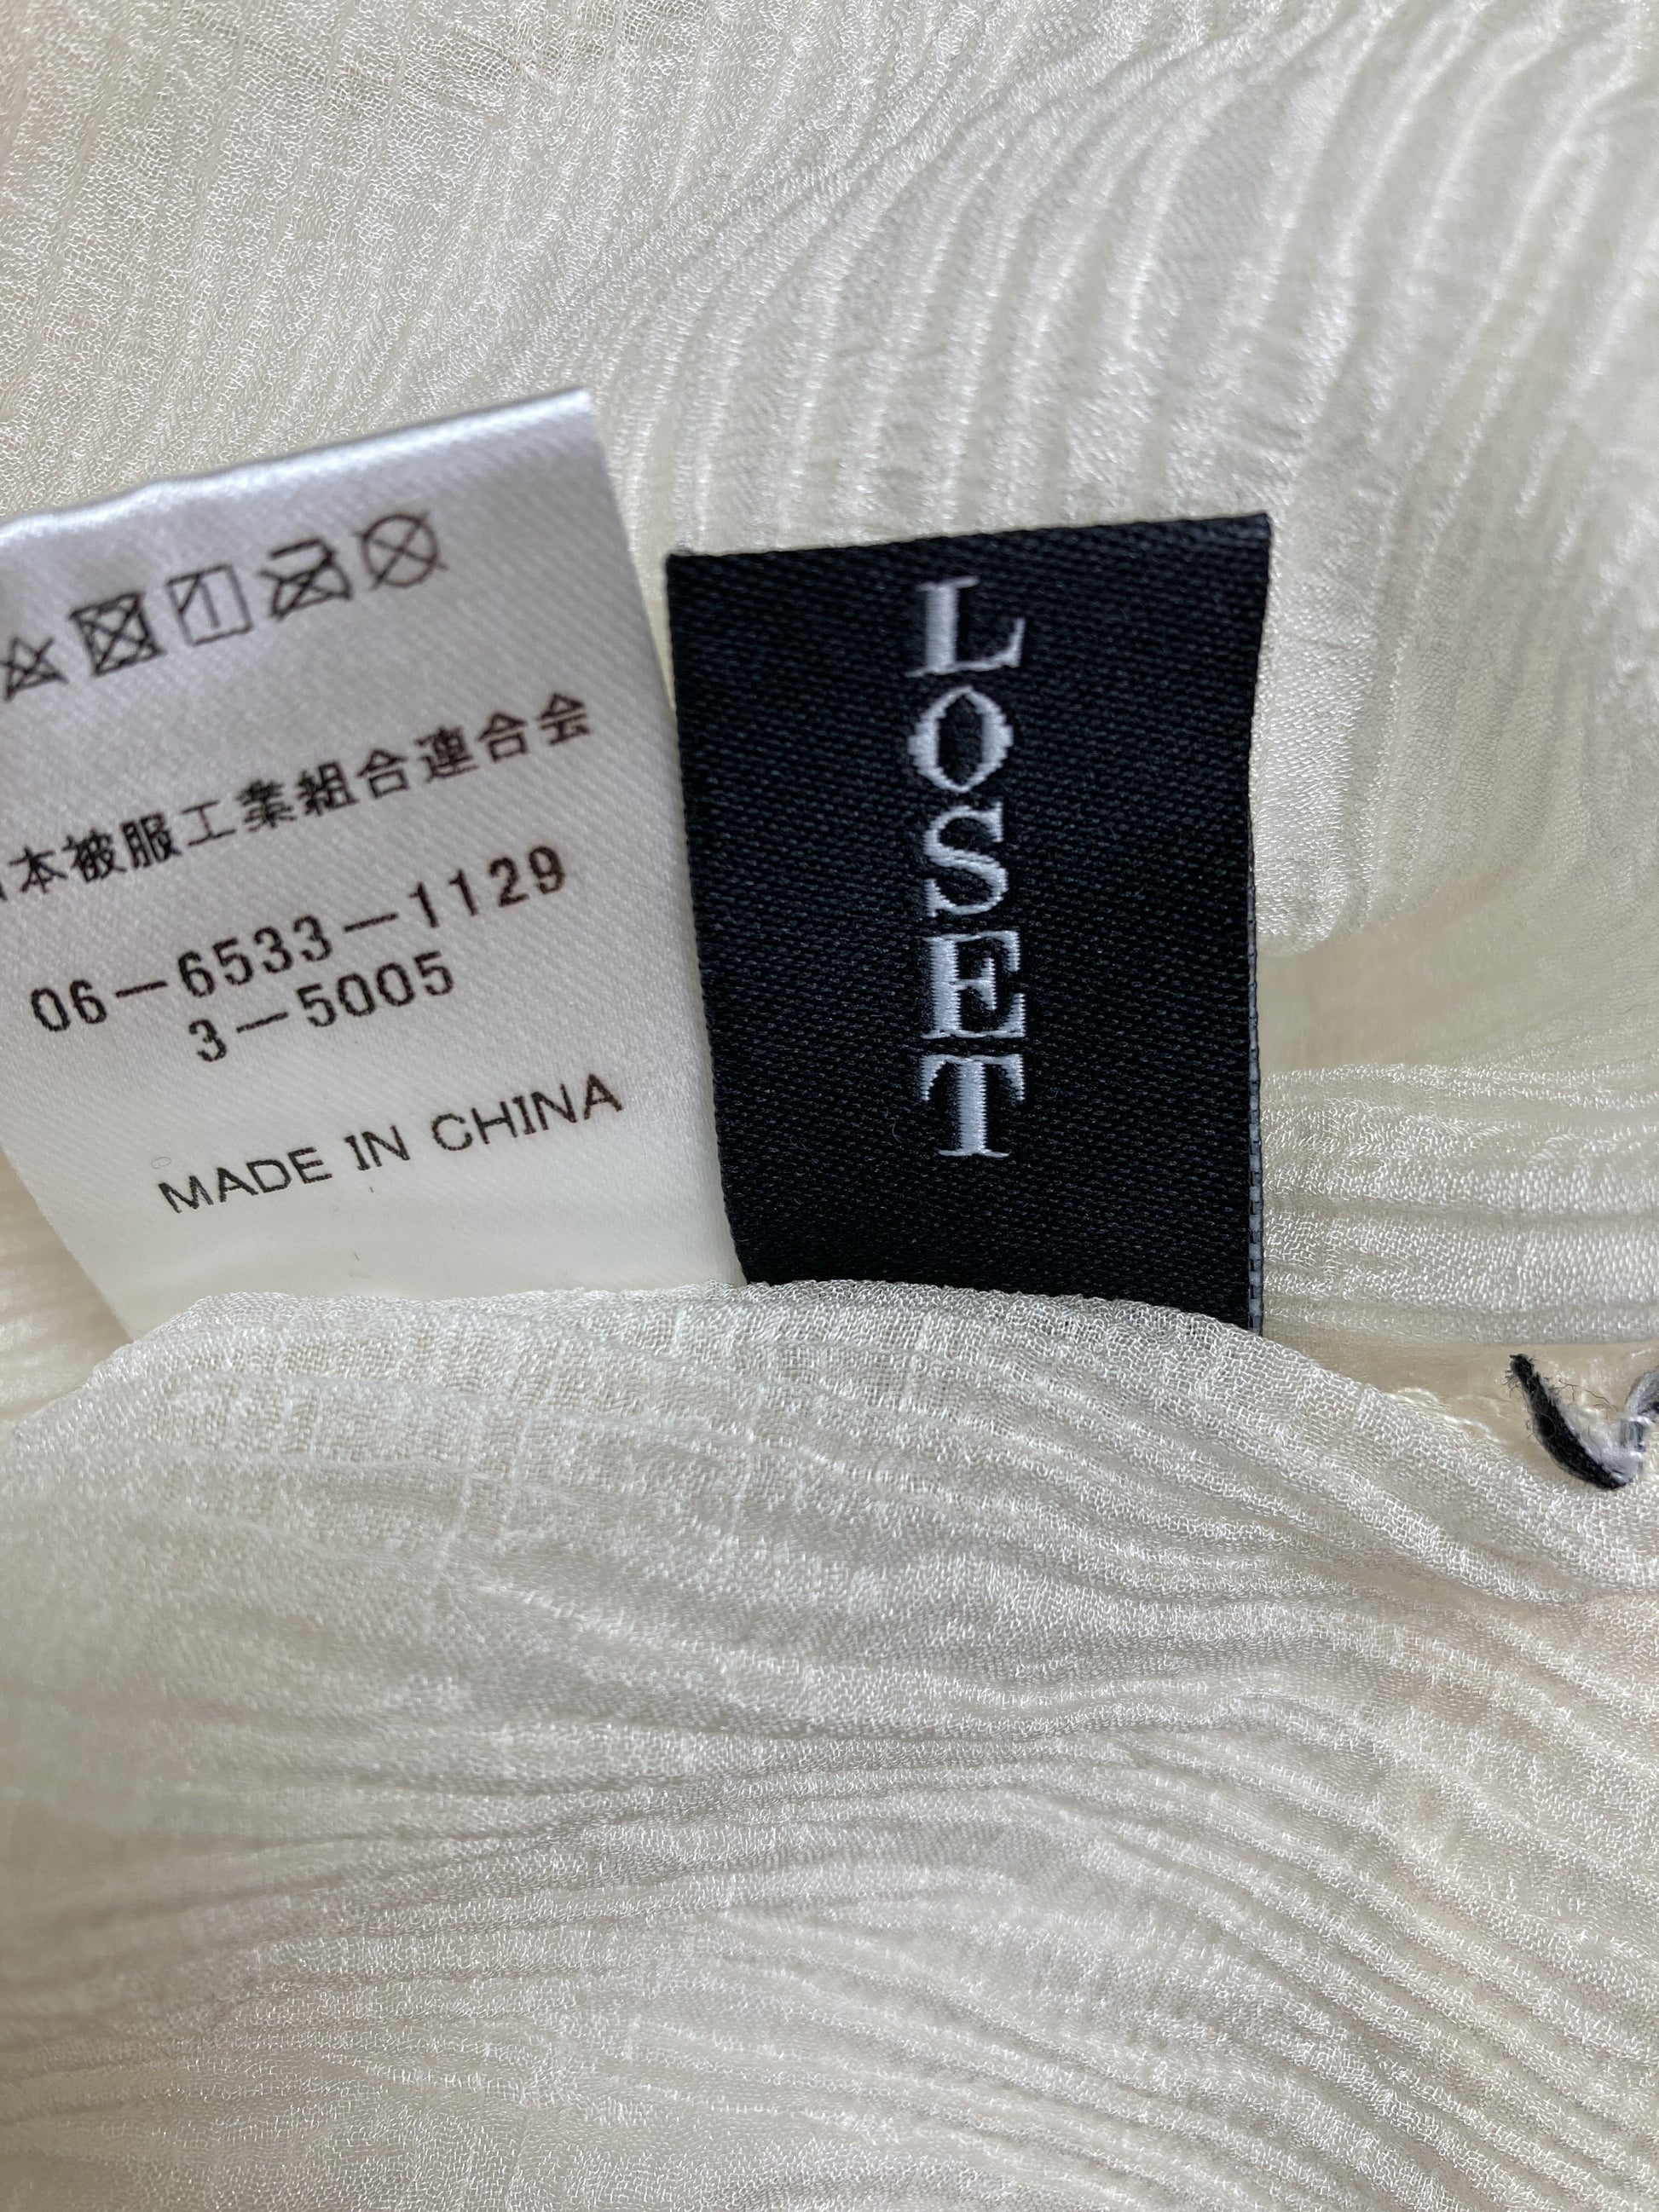 日本被服工業組合連合会
06-6533-1129
3-5005
MADE IN CHINA
LOSET